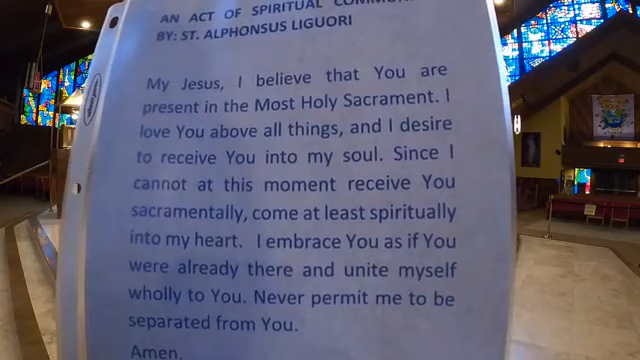 AN ACT OF SPIRITUAL
BY: ST. ALPHONSUS LIGUORI
My Jesus, I believe that You are
present in the Most Holy Sacrament. I
love You above all things, and I desire
to receive You into my soul. Since I
cannot at this moment receive You
sacramentally, come at least spiritually
into my heart. I embrace You as if You
were already there and unite myself
wholly to You. Never permit me to be
separated from You.
Amen.